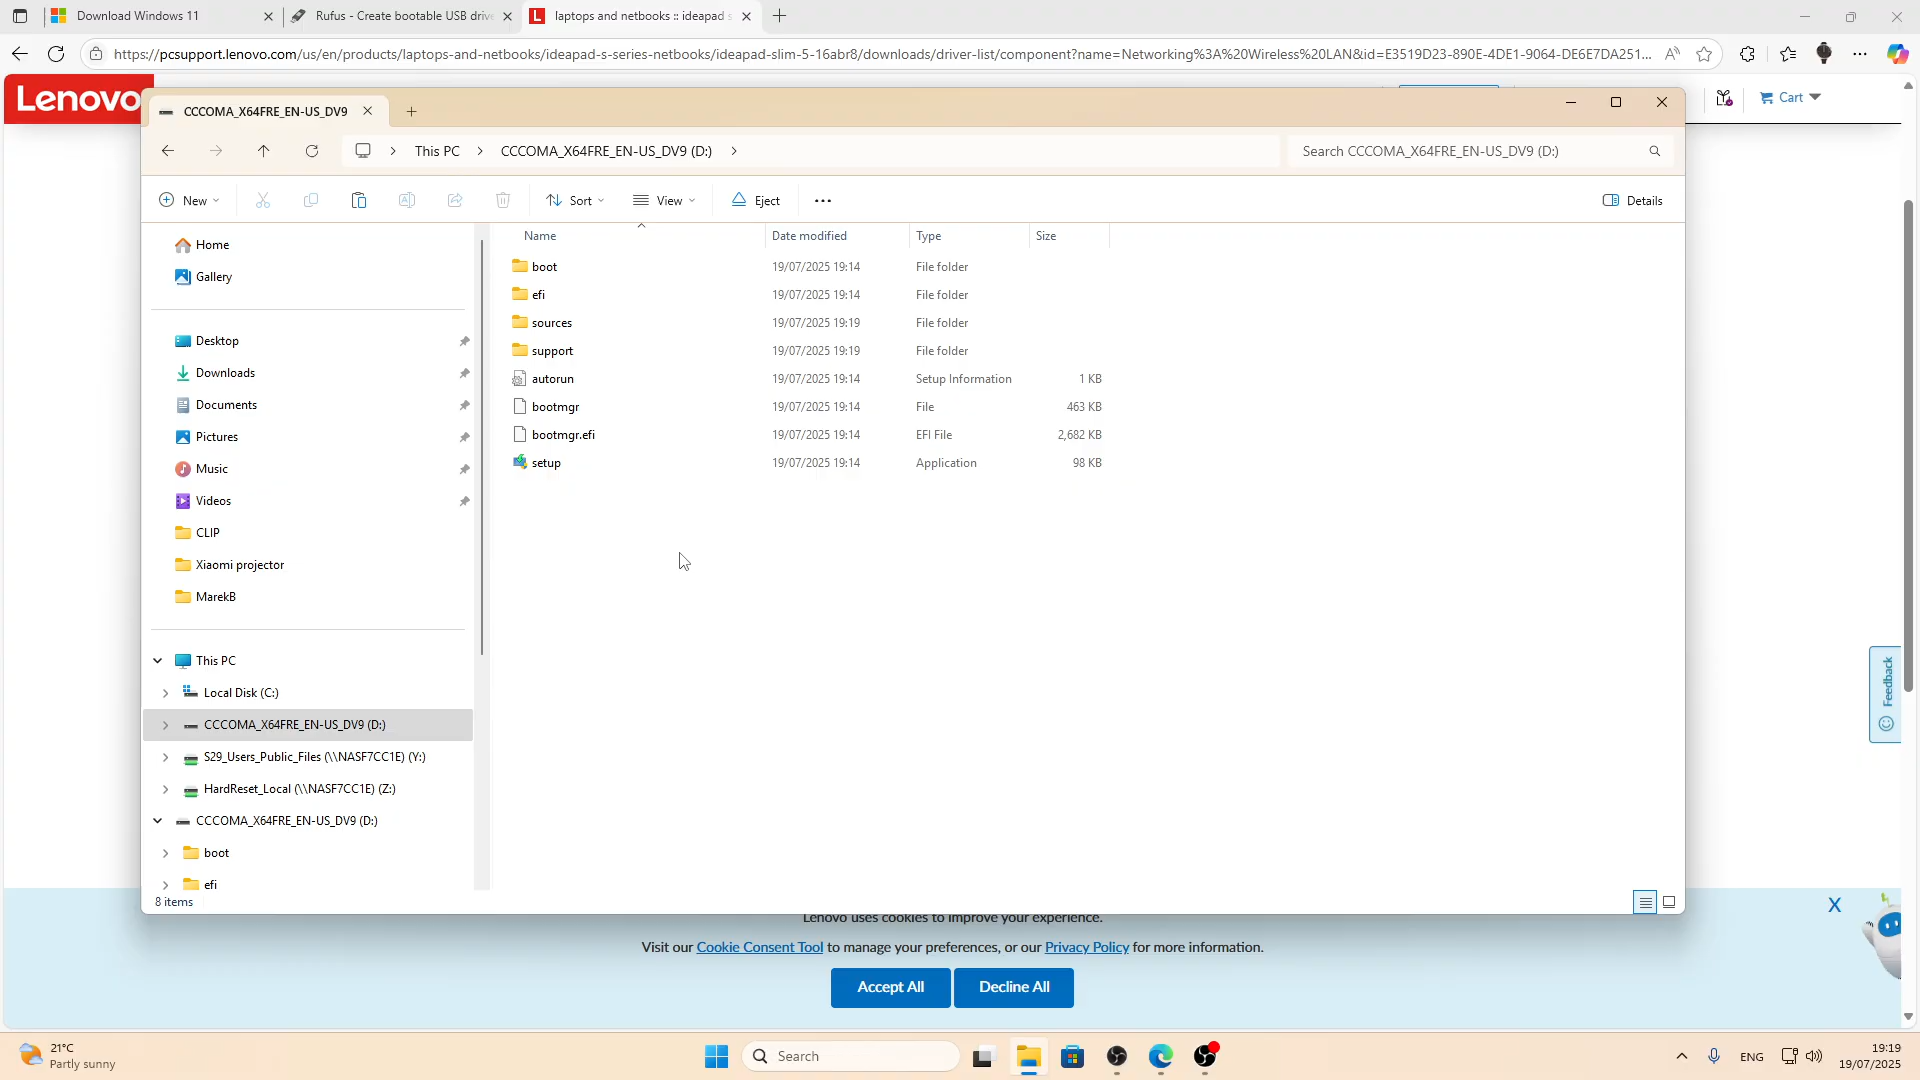 Download Windows 11
Rufus - Create bootable USB drive
laptops and netbooks :: ideapad s
https://pcsupport.lenovo.com/us/en/products/laptops-and-netbooks/ideapad-s-series-netbooks/ideapad-slim-5-16abr8/downloads/driver-list/component?name=Networking%3A%20Wireless%20LAN&id=E3519D23-890E-4DE1-9064-DE6E7DA251...
Lenovo
Cart
CCCOMA_X64FRE_EN-US_DV9
This PC
CCCOMA_X64FRE_EN-US_DV9 (D:)
Search CCCOMA_X64FRE_EN-US_DV9 (D:)
New
Sort
View
Eject
Details
Home
Gallery
Desktop
Downloads
Documents
Pictures
Music
Videos
CLIP
Xiaomi projector
MarekB
This PC
Local Disk (C:)
CCCOMA_X64FRE_EN-US_DV9 (D:)
S29_Users_Public_Files (\\NASF7CC1E) (Y:)
HardReset_Local (\\NASF7CC1E) (Z:)
CCCOMA_X64FRE_EN-US_DV9 (D:)
boot
efi
8 items
Name Date modified Type Size
boot 19/07/2025 19:14 File folder
efi 19/07/2025 19:14 File folder
sources 19/07/2025 19:19 File folder
support 19/07/2025 19:19 File folder
autorun 19/07/2025 19:14 Setup Information 1 KB
bootmgr 19/07/2025 19:14 File 463 KB
bootmgr.efi 19/07/2025 19:14 EFI File 2,682 KB
setup 19/07/2025 19:14 Application 98 KB
Feedback
Lenovo uses cookies to improve your experience.
Visit our Cookie Consent Tool to manage your preferences, or our Privacy Policy for more information.
Accept All
Decline All
X
21°C
Partly sunny
Search
ENG
19:19
19/07/2025